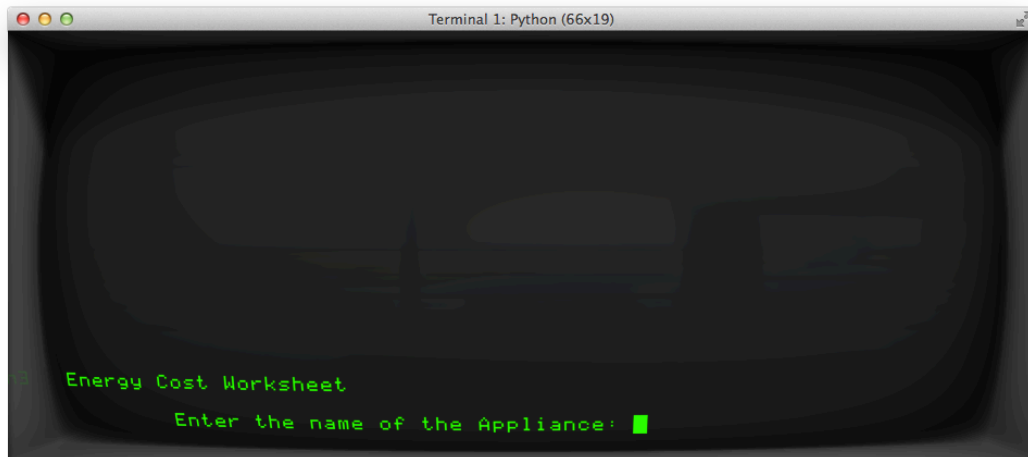 Terminal 1: Python (66x19)
Energy Cost Worksheet
Enter the name of the Appliance: